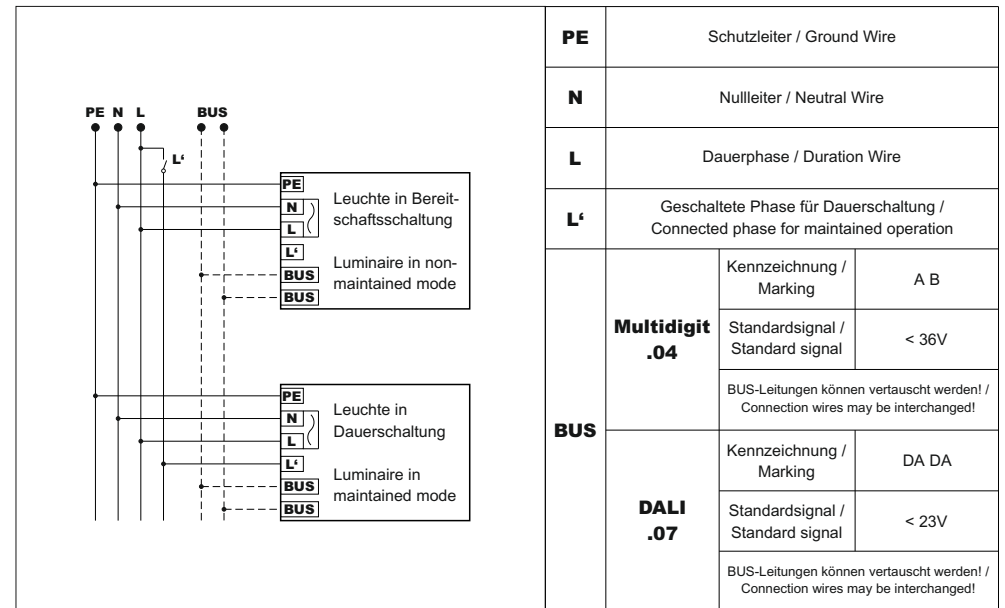 PE N L BUS
L‘
PE
N
L
L‘
BUS
BUS
Leuchte in Bereit-
schaftsschaltung
Luminaire in non-
maintained mode
PE
N
L
L‘
BUS
BUS
Leuchte in
Dauerschaltung
Luminaire in
maintained mode
PE
Schutzleiter / Ground Wire
N
Nullleiter / Neutral Wire
L
Dauerphase / Duration Wire
L‘
Geschaltete Phase für Dauerschaltung /
Connected phase for maintained operation
BUS
Multidigit
.04
Kennzeichnung /
Marking
A B
Standardsignal /
Standard signal
< 36V
BUS-Leitungen können vertauscht werden! /
Connection wires may be interchanged!
DALI
.07
Kennzeichnung /
Marking
DA DA
Standardsignal /
Standard signal
< 23V
BUS-Leitungen können vertauscht werden! /
Connection wires may be interchanged!